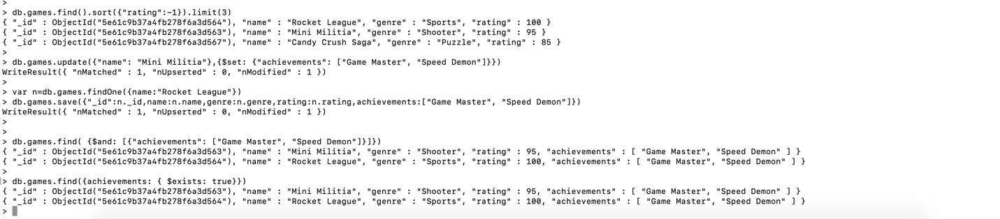 >
> db.games.find().sort({"rating":-1}).limit(3)
{ "_id" : ObjectId("5e61c9b37a4fb278f6a3d564"), "name" : "Rocket League", "genre" : "Sports", "rating" : 100 }
{ "_id" : ObjectId("5e61c9b37a4fb278f6a3d563"), "name" : "Mini Militia", "genre" : "Shooter", "rating" : 95 }
{ "_id" : ObjectId("5e61c9b37a4fb278f6a3d567"), "name" : "Candy Crush Saga", "genre" : "Puzzle", "rating" : 85 }
>
> db.games.update({"name": "Mini Militia"},{$set: {"achievements": ["Game Master", "Speed Demon"]}})
WriteResult({ "nMatched" : 1, "nUpserted" : 0, "nModified" : 1 })
>
> var n=db.games.findOne({name:"Rocket League"})
> db.games.save({"_id":n._id,name:n.name,genre:n.genre,rating:n.rating,achievements:["Game Master", "Speed Demon"]})
WriteResult({ "nMatched" : 1, "nUpserted" : 0, "nModified" : 1 })
>
>
> db.games.find( {$and: [{"achievements": ["Game Master", "Speed Demon"]}]})
{ "_id" : ObjectId("5e61c9b37a4fb278f6a3d563"), "name" : "Mini Militia", "genre" : "Shooter", "rating" : 95, "achievements" : [ "Game Master", "Speed Demon" ] }
{ "_id" : ObjectId("5e61c9b37a4fb278f6a3d564"), "name" : "Rocket League", "genre" : "Sports", "rating" : 100, "achievements" : [ "Game Master", "Speed Demon" ] }
>
[> db.games.find({achievements: { $exists: true}})
{ "_id" : ObjectId("5e61c9b37a4fb278f6a3d563"), "name" : "Mini Militia", "genre" : "Shooter", "rating" : 95, "achievements" : [ "Game Master", "Speed Demon" ] }
{ "_id" : ObjectId("5e61c9b37a4fb278f6a3d564"), "name" : "Rocket League", "genre" : "Sports", "rating" : 100, "achievements" : [ "Game Master", "Speed Demon" ] }
>